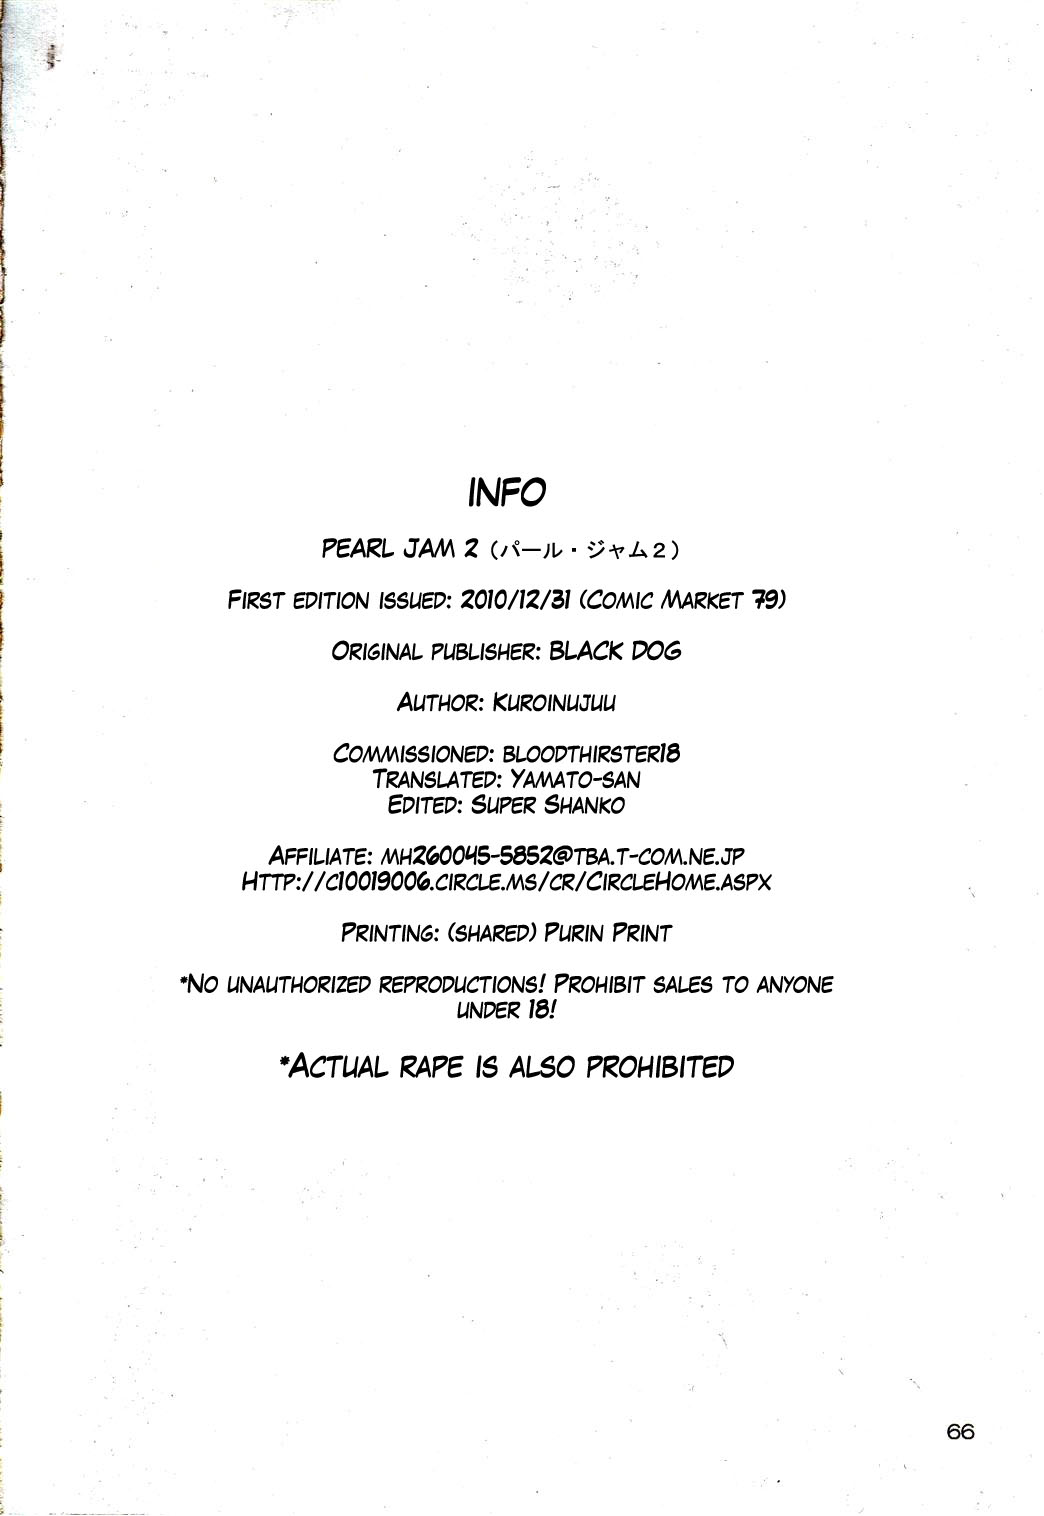 INFO
PEARL JAM 2 (パール・ジャム2)
FIRST EDITION ISSUED: 2010/12/31 (COMIC MARKET 79)
ORIGINAL PUBLISHER: BLACK DOG
AUTHOR: KUROINUJUU
COMMISSIONED: BLOODTHIRSTER18
TRANSLATED: YAMATO-SAN
EDITED: SUPER SHANKO
AFFILIATE: MH260045-5852@TBA.T-COM.NE.JP
HTTP://C10019006.CIRCLE.MS/CR/CIRCLEHOME.ASPX
PRINTING: (SHARED) PURIN PRINT
*NO UNAUTHORIZED REPRODUCTIONS! PROHIBIT SALES TO ANYONE
UNDER 18!
*ACTUAL RAPE IS ALSO PROHIBITED
66